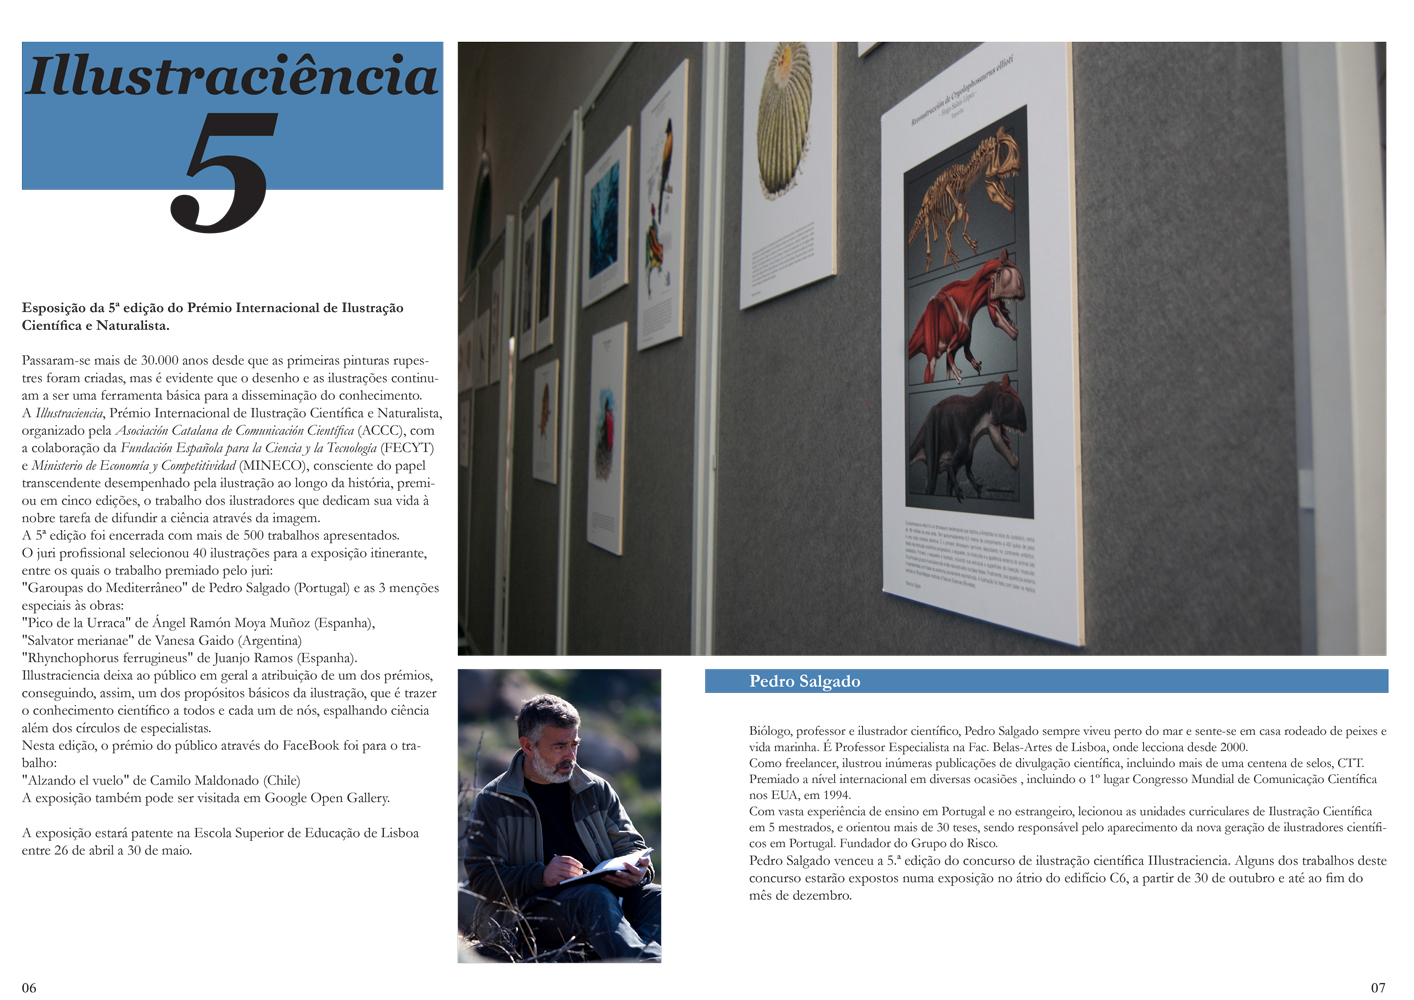 Illustraciência
5
Esposição da 5ª edição do Prémio Internacional de Ilustração
Científica e Naturalista.
Passaram-se mais de 30.000 anos desde que as primeiras pinturas rupes-
tres foram criadas, mas é evidente que o desenho e as ilustrações continu-
am a ser uma ferramenta básica para a disseminação do conhecimento.
A Illustraciencia, Prémio Internacional de Ilustração Científica e Naturalista,
organizado pela Asociación Catalana de Comunicación Científica (ACCC), com
a colaboração da Fundación Española para la Ciencia y la Tecnología (FECYT)
e Ministerio de Economía y Competitividad (MINECO), consciente do papel
transcendente desempenhado pela ilustração ao longo da história, premi-
ou em cinco edições, o trabalho dos ilustradores que dedicam sua vida à
nobre tarefa de difundir a ciência através da imagem.
A 5ª edição foi encerrada com mais de 500 trabalhos apresentados.
O juri profissional selecionou 40 ilustrações para a exposição itinerante,
entre os quais o trabalho premiado pelo juri:
"Garoupas do Mediterrâneo" de Pedro Salgado (Portugal) e as 3 menções
especiais às obras:
"Pico de la Urraca" de Ángel Ramón Moya Muñoz (Espanha),
"Salvator merianae" de Vanesa Gaido (Argentina)
"Rhynchophorus ferrugineus" de Juanjo Ramos (Espanha).
Illustraciencia deixa ao público em geral a atribuição de um dos prémios,
conseguindo, assim, um dos propósitos básicos da ilustração, que é trazer
o conhecimento científico a todos e cada um de nós, espalhando ciência
além dos círculos de especialistas.
Nesta edição, o prémio do público através do FaceBook foi para o tra-
balho:
"Alzando el vuelo" de Camilo Maldonado (Chile)
A exposição também pode ser visitada em Google Open Gallery.
A exposição estará patente na Escola Superior de Educação de Lisboa
entre 26 de abril a 30 de maio.
Reconstrucción de Cryolophosaurus ellioti
Pedro Salgado
Biólogo, professor e ilustrador científico, Pedro Salgado sempre viveu perto do mar e sente-se em casa rodeado de peixes e
vida marinha. É Professor Especialista na Fac. Belas-Artes de Lisboa, onde lecciona desde 2000.
Como freelancer, ilustrou inúmeras publicações de divulgação científica, incluindo mais de uma centena de selos, CTT.
Premiado a nível internacional em diversas ocasiões , incluindo o 1º lugar Congresso Mundial de Comunicação Científica
nos EUA, em 1994.
Com vasta experiência de ensino em Portugal e no estrangeiro, lecionou as unidades curriculares de Ilustração Científica
em 5 mestrados, e orientou mais de 30 teses, sendo responsável pelo aparecimento da nova geração de ilustradores científi-
cos em Portugal. Fundador do Grupo do Risco.
Pedro Salgado venceu a 5.ª edição do concurso de ilustração científica IIlustraciencia. Alguns dos trabalhos deste
concurso estarão expostos numa exposição no átrio do edifício C6, a partir de 30 de outubro e até ao fim do
mês de dezembro.
06
07